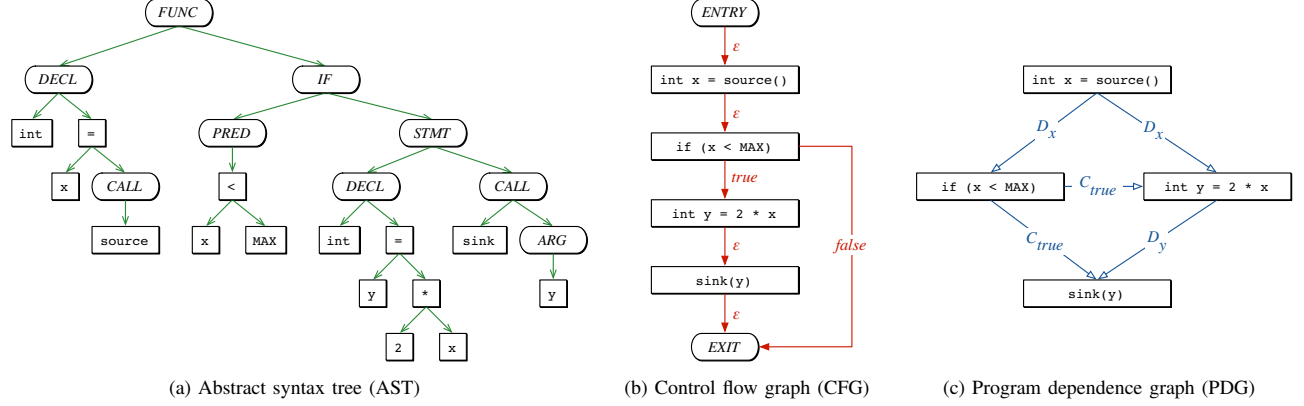 FUNC
DECL
IF
int
=
PRED
STMT
x
CALL
<
DECL
CALL
source
x
MAX
int
=
sink
ARG
y
*
y
2
x
(a) Abstract syntax tree (AST)
ENTRY
ε
int x = source()
ε
if (x < MAX)
true
int y = 2 * x
false
ε
sink(y)
ε
EXIT
(b) Control flow graph (CFG)
int x = source()
D_x
D_x
if (x < MAX)
C_true
int y = 2 * x
C_true
D_y
sink(y)
(c) Program dependence graph (PDG)